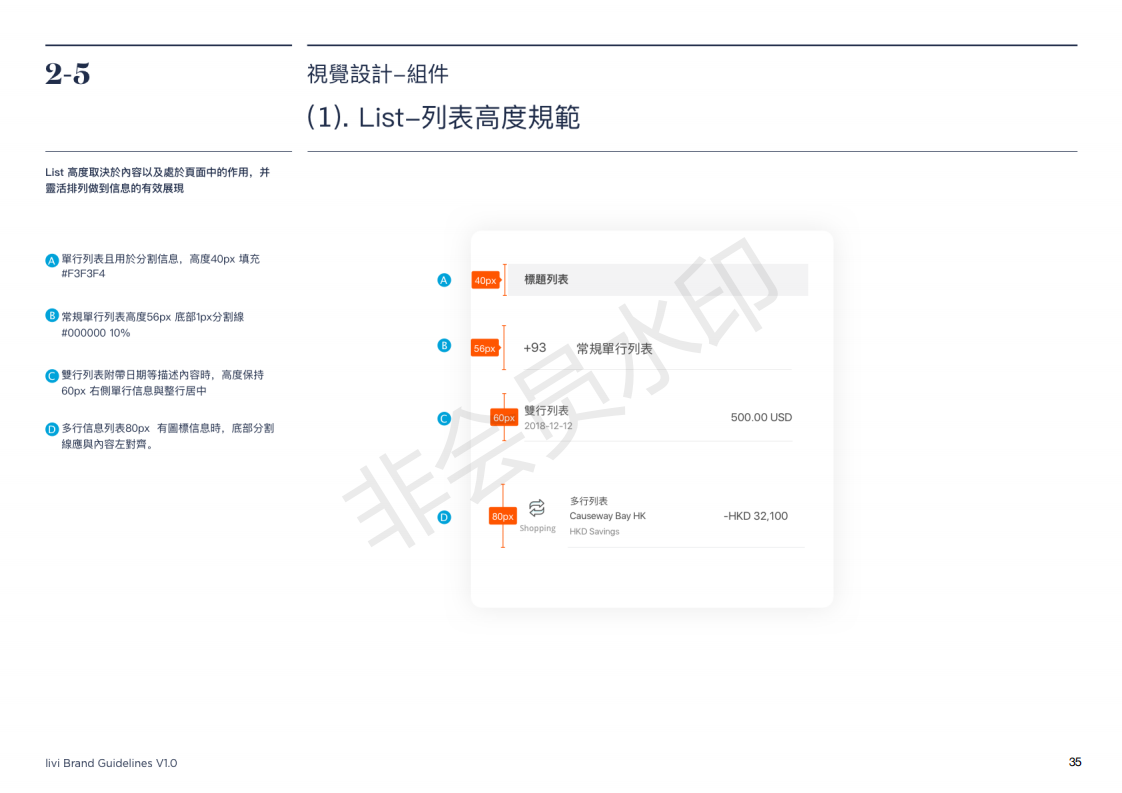 2-5
視覺設計–組件
(1). List–列表高度規範
List 高度取決於內容以及處於頁面中的作用，并
靈活排列做到信息的有效展現
A 單行列表且用於分割信息，高度40px 填充
#F3F3F4
B 常規單行列表高度56px 底部1px分割線
#000000 10%
C 雙行列表附帶日期等描述內容時，高度保持
60px 右側單行信息與整行居中
D 多行信息列表80px 有圖標信息時，底部分割
線應與內容左對齊。
A 40px 標題列表
B 56px +93 常規單行列表
C 60px 雙行列表 500.00 USD
2018-12-12
D 80px 多行列表
Causeway Bay HK -HKD 32,100
Shopping HKD Savings
非会员水印
livi Brand Guidelines V1.0
35